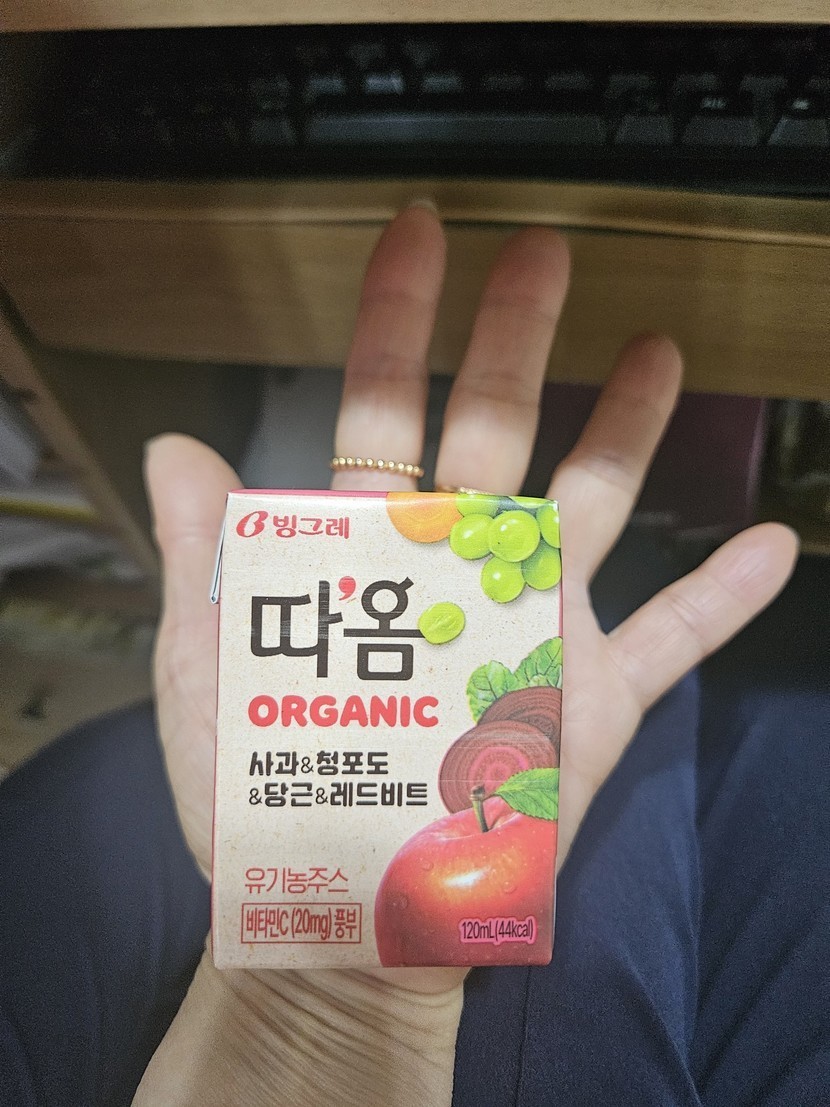 빙그레
따'옴
ORGANIC
사과&청포도
&당근&레드비트
유기농주스
비타민C (20mg) 풍부
120mL(44kcal)